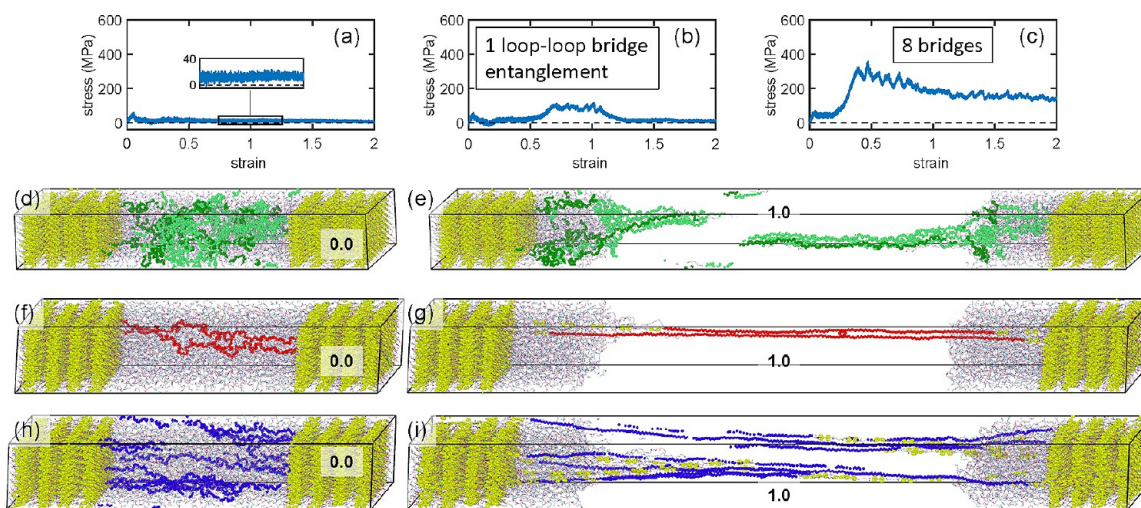 600
400
200
0
stress (MPa)
(a)
40
0
0
0.5
1
1.5
2
strain
600
400
200
0
stress (MPa)
(b)
1 loop-loop bridge
entanglement
0
0.5
1
1.5
2
strain
600
400
200
0
stress (MPa)
(c)
8 bridges
0
0.5
1
1.5
2
strain
(d)
0.0
(e)
1.0
(f)
0.0
(g)
1.0
(h)
0.0
(i)
1.0